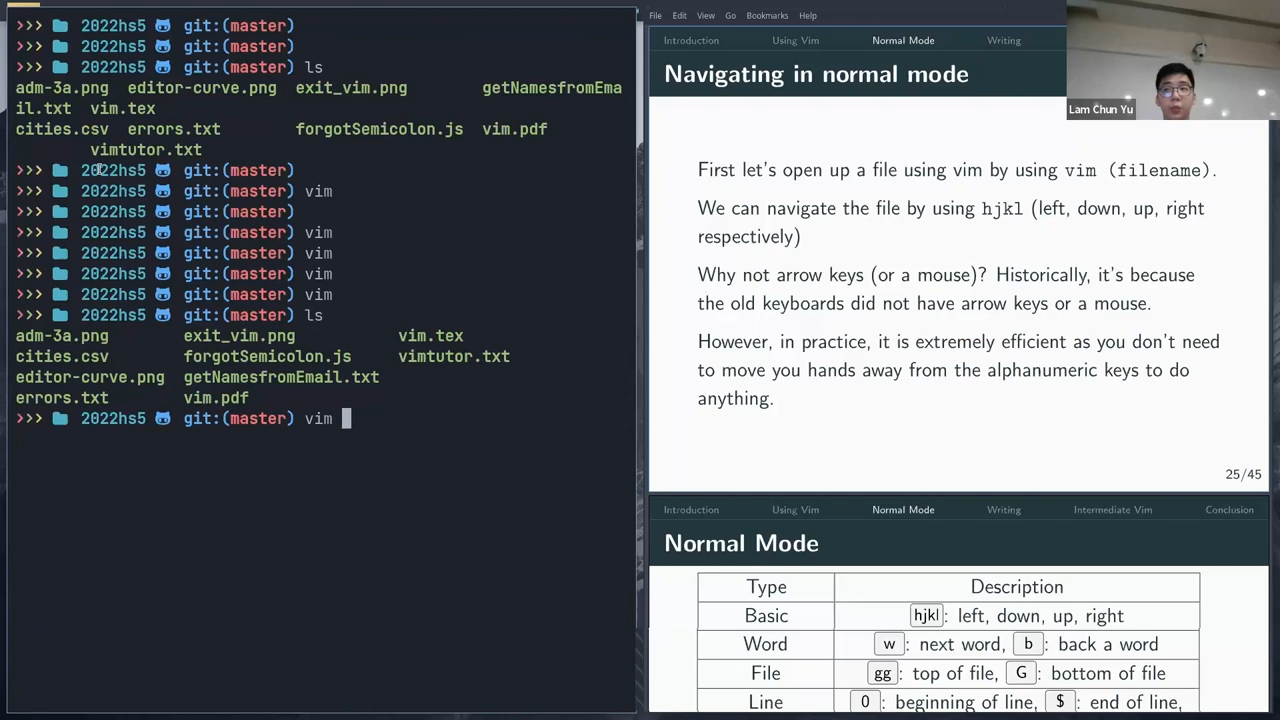 >>> 2022hs5 git:(master)
>>> 2022hs5 git:(master)
>>> 2022hs5 git:(master) ls
adm-3a.png editor-curve.png exit_vim.png getNamesfromEma
il.txt vim.tex
cities.csv errors.txt forgotSemicolon.js vim.pdf
vimtutor.txt
>>> 2022hs5 git:(master)
>>> 2022hs5 git:(master) vim
>>> 2022hs5 git:(master)
>>> 2022hs5 git:(master) vim
>>> 2022hs5 git:(master) vim
>>> 2022hs5 git:(master) vim
>>> 2022hs5 git:(master) vim
>>> 2022hs5 git:(master) ls
adm-3a.png exit_vim.png vim.tex
cities.csv forgotSemicolon.js vimtutor.txt
editor-curve.png getNamesfromEmail.txt
errors.txt vim.pdf
>>> 2022hs5 git:(master) vim
File Edit View Go Bookmarks Help
Introduction Using Vim Normal Mode Writing
Navigating in normal mode
Lam Chun Yu
First let's open up a file using vim by using vim (filename).
We can navigate the file by using hjkl (left, down, up, right
respectively)
Why not arrow keys (or a mouse)? Historically, it's because
the old keyboards did not have arrow keys or a mouse.
However, in practice, it is extremely efficient as you don't need
to move you hands away from the alphanumeric keys to do
anything.
25/45
Introduction Using Vim Normal Mode Writing Intermediate Vim Conclusion
Normal Mode
Type Description
Basic hjkl: left, down, up, right
Word w: next word, b: back a word
File gg: top of file, G: bottom of file
Line 0: beginning of line, $: end of line,